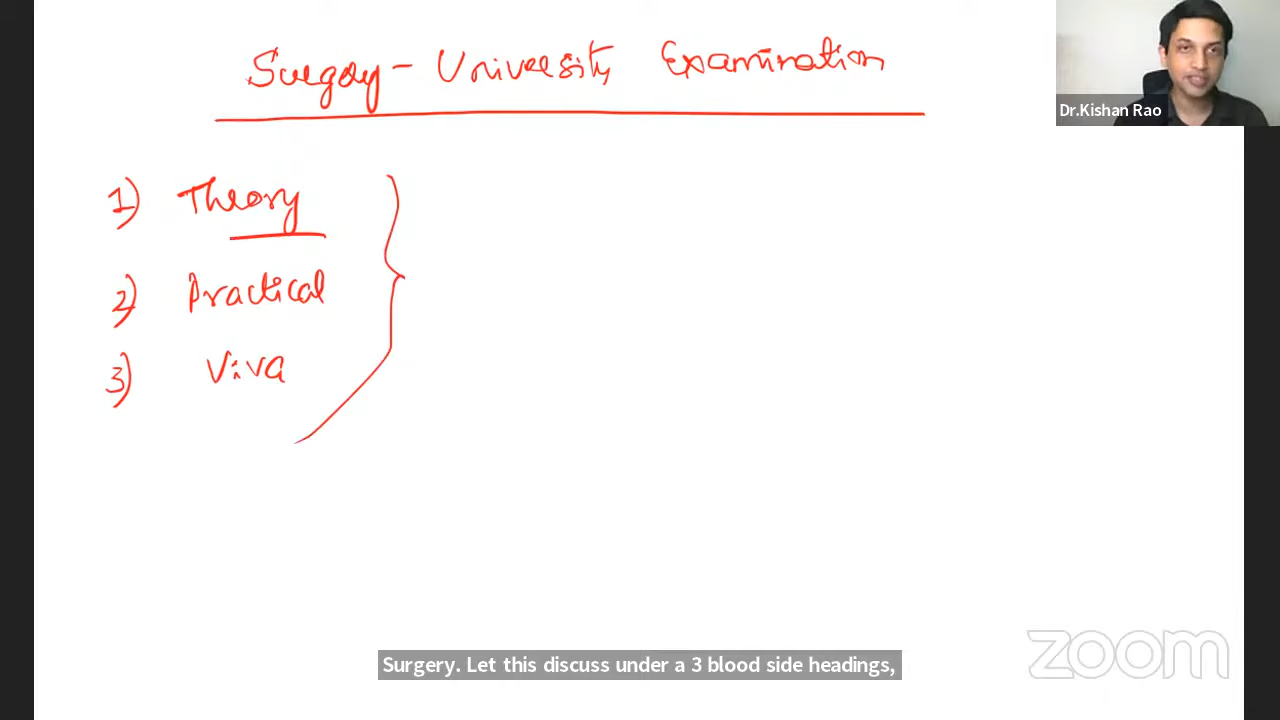 Surgery - University Examination
Dr.Kishan Rao
1) Theory
2) Practical
3) Viva
Surgery. Let this discuss under a 3 blood side headings,
zoom